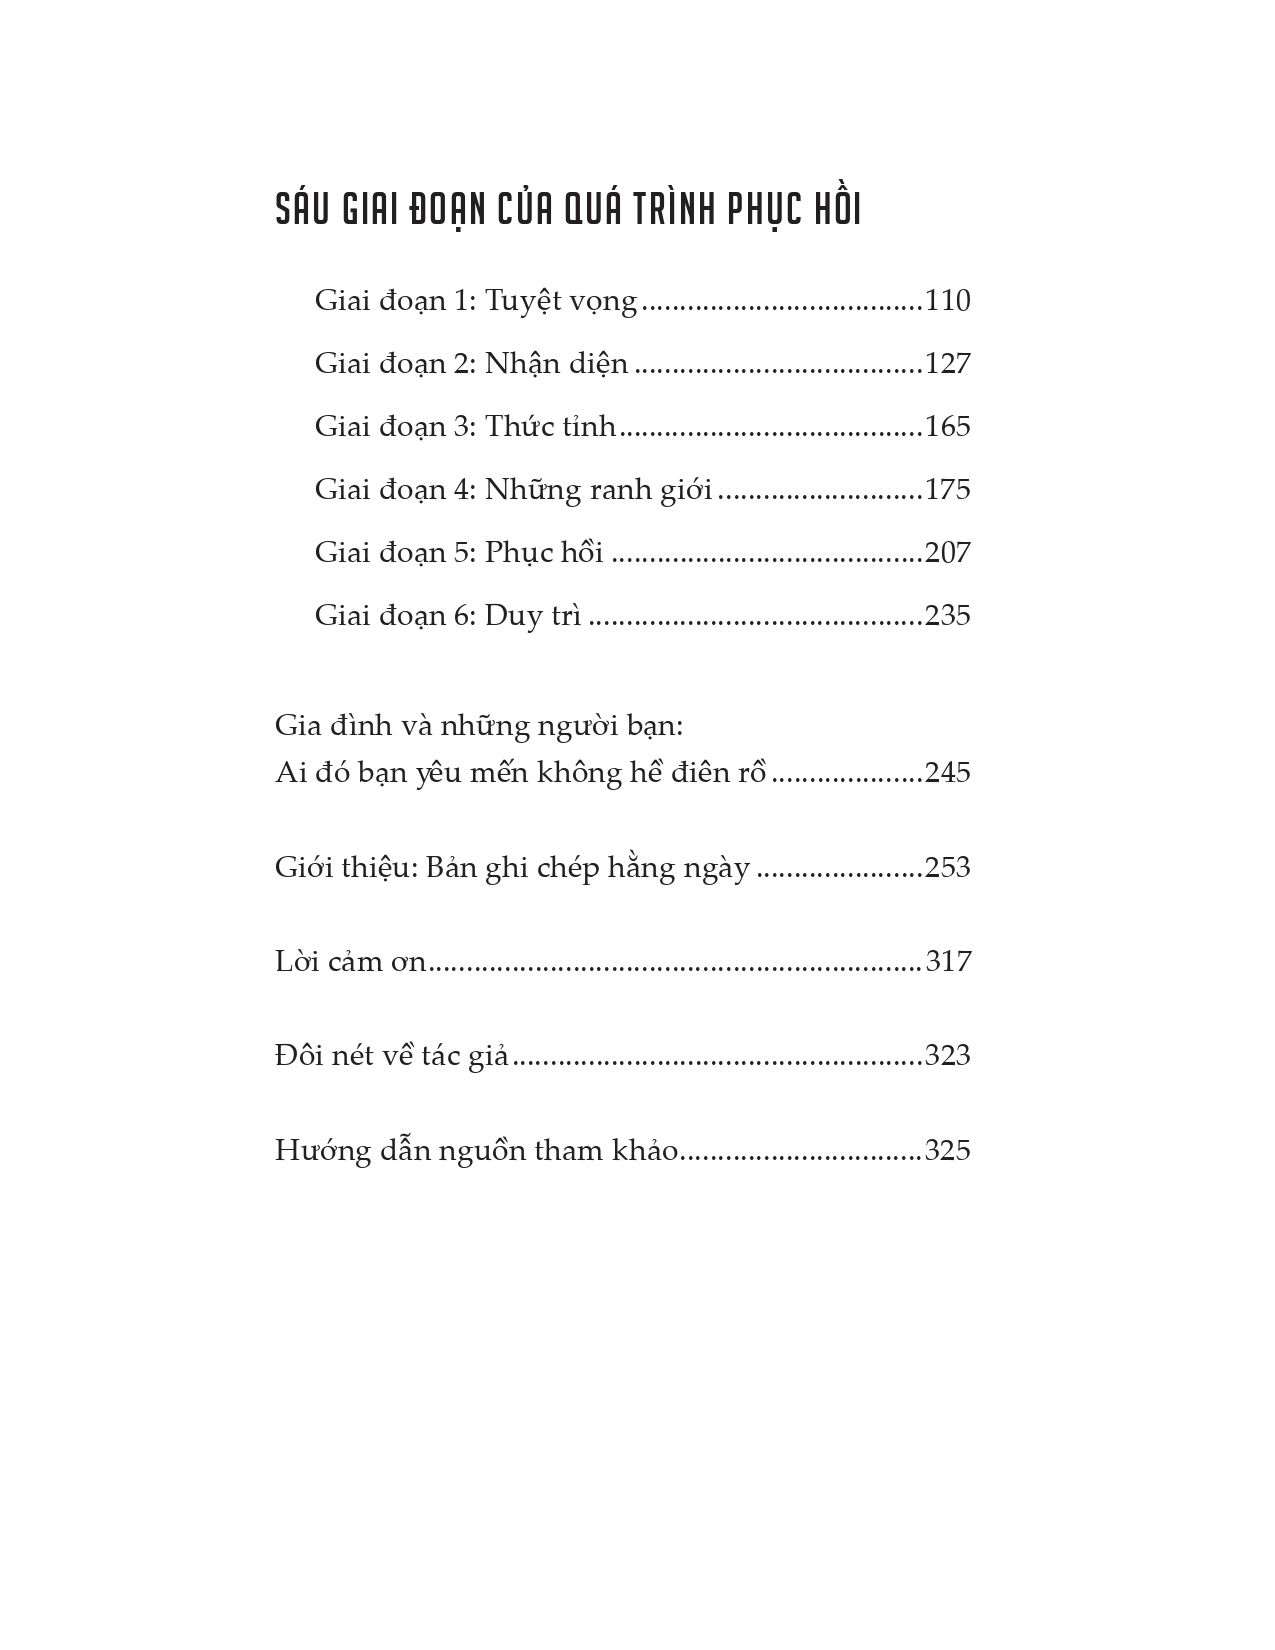 SÁU GIAI ĐOẠN CỦA QUÁ TRÌNH PHỤC HỒI
Giai đoạn 1: Tuyệt vọng.....................................110
Giai đoạn 2: Nhận diện......................................127
Giai đoạn 3: Thức tỉnh........................................165
Giai đoạn 4: Những ranh giới...........................175
Giai đoạn 5: Phục hồi.........................................207
Giai đoạn 6: Duy trì............................................235
Gia đình và những người bạn:
Ai đó bạn yêu mến không hề điên rồ....................245
Giới thiệu: Bản ghi chép hằng ngày......................253
Lời cảm ơn.................................................................317
Đôi nét về tác giả......................................................323
Hướng dẫn nguồn tham khảo................................325